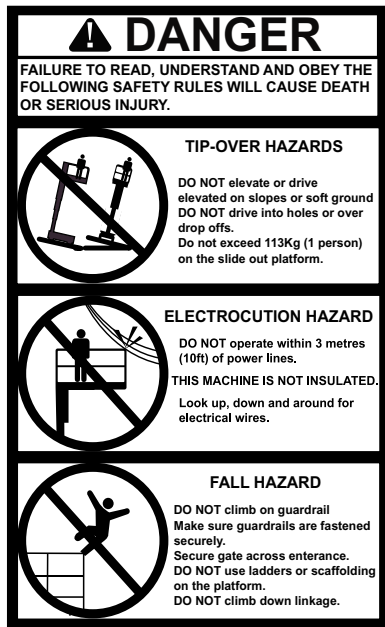 DANGER
FAILURE TO READ, UNDERSTAND AND OBEY THE
FOLLOWING SAFETY RULES WILL CAUSE DEATH
OR SERIOUS INJURY.
TIP-OVER HAZARDS
DO NOT elevate or drive
elevated on slopes or soft ground
DO NOT drive into holes or over
drop offs.
Do not exceed 113Kg (1 person)
on the slide out platform.
ELECTROCUTION HAZARD
DO NOT operate within 3 metres
(10ft) of power lines.
THIS MACHINE IS NOT INSULATED.
Look up, down and around for
electrical wires.
FALL HAZARD
DO NOT climb on guardrail
Make sure guardrails are fastened
securely.
Secure gate across enterance.
DO NOT use ladders or scaffolding
on the platform.
DO NOT climb down linkage.